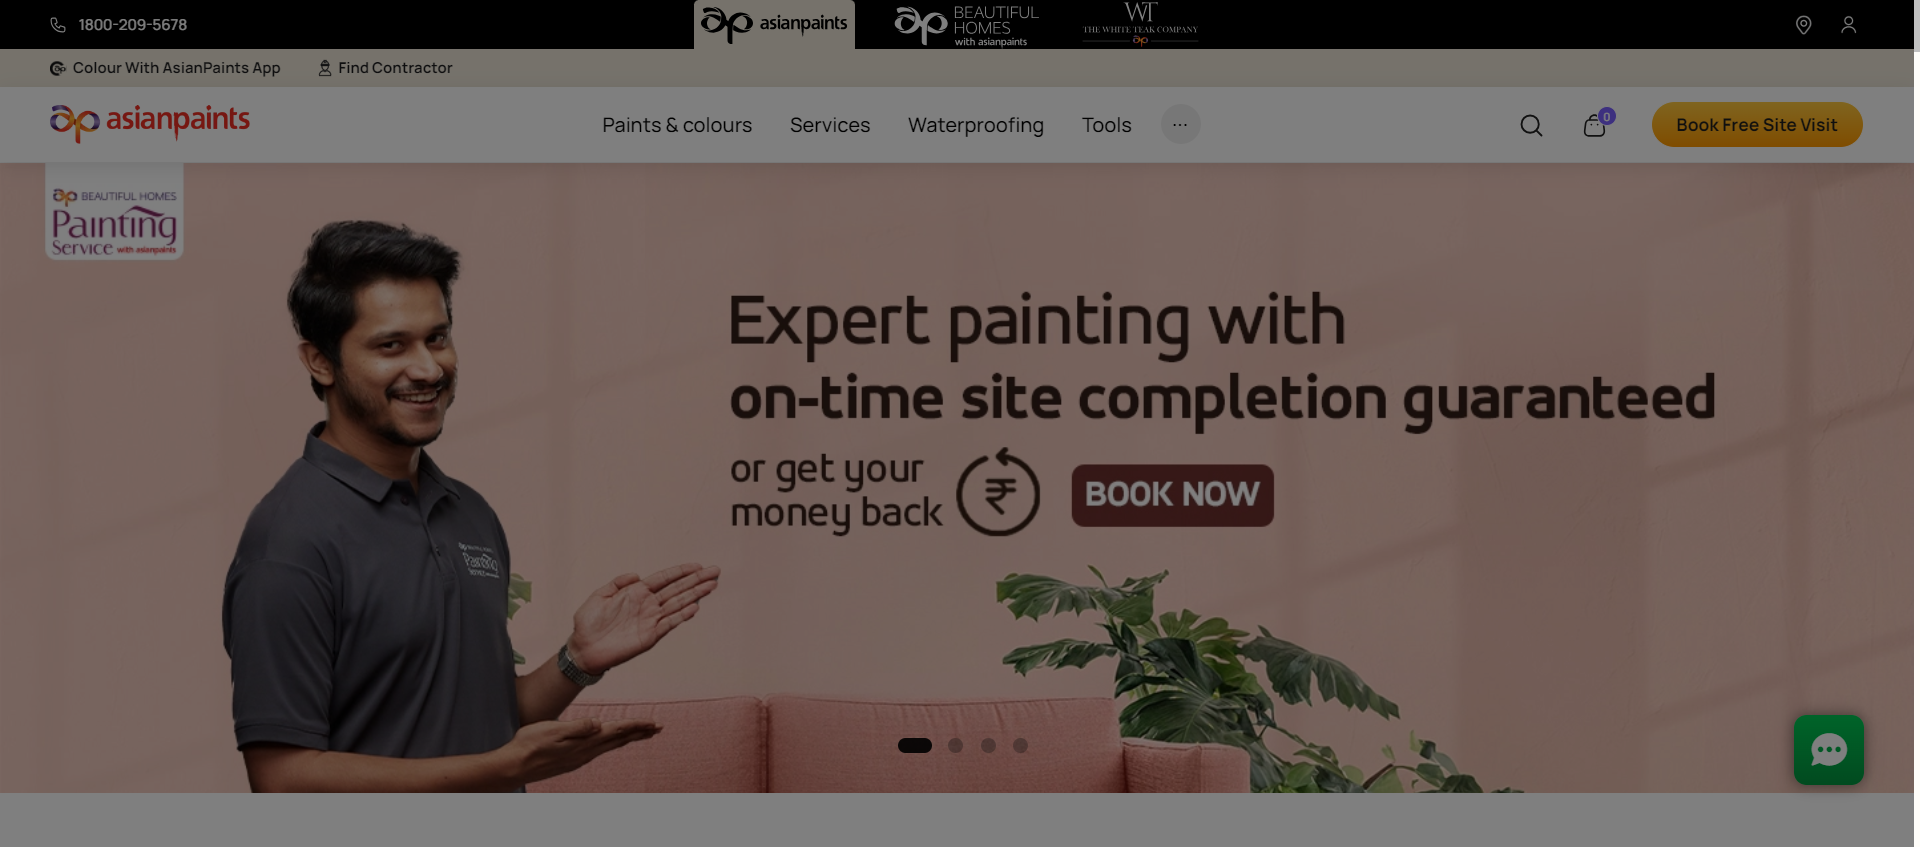 1800-209-5678
asianpaints
BEAUTIFUL
HOMES
with asianpaints
WT
THE WHITE TEAK COMPANY
Colour With AsianPaints App
Find Contractor
asianpaints
Paints & colours
Services
Waterproofing
Tools
...
0
Book Free Site Visit
BEAUTIFUL HOMES
Painting
Service with asianpaints
Expert painting with
on-time site completion guaranteed
or get your
money back
₹
BOOK NOW
Painting